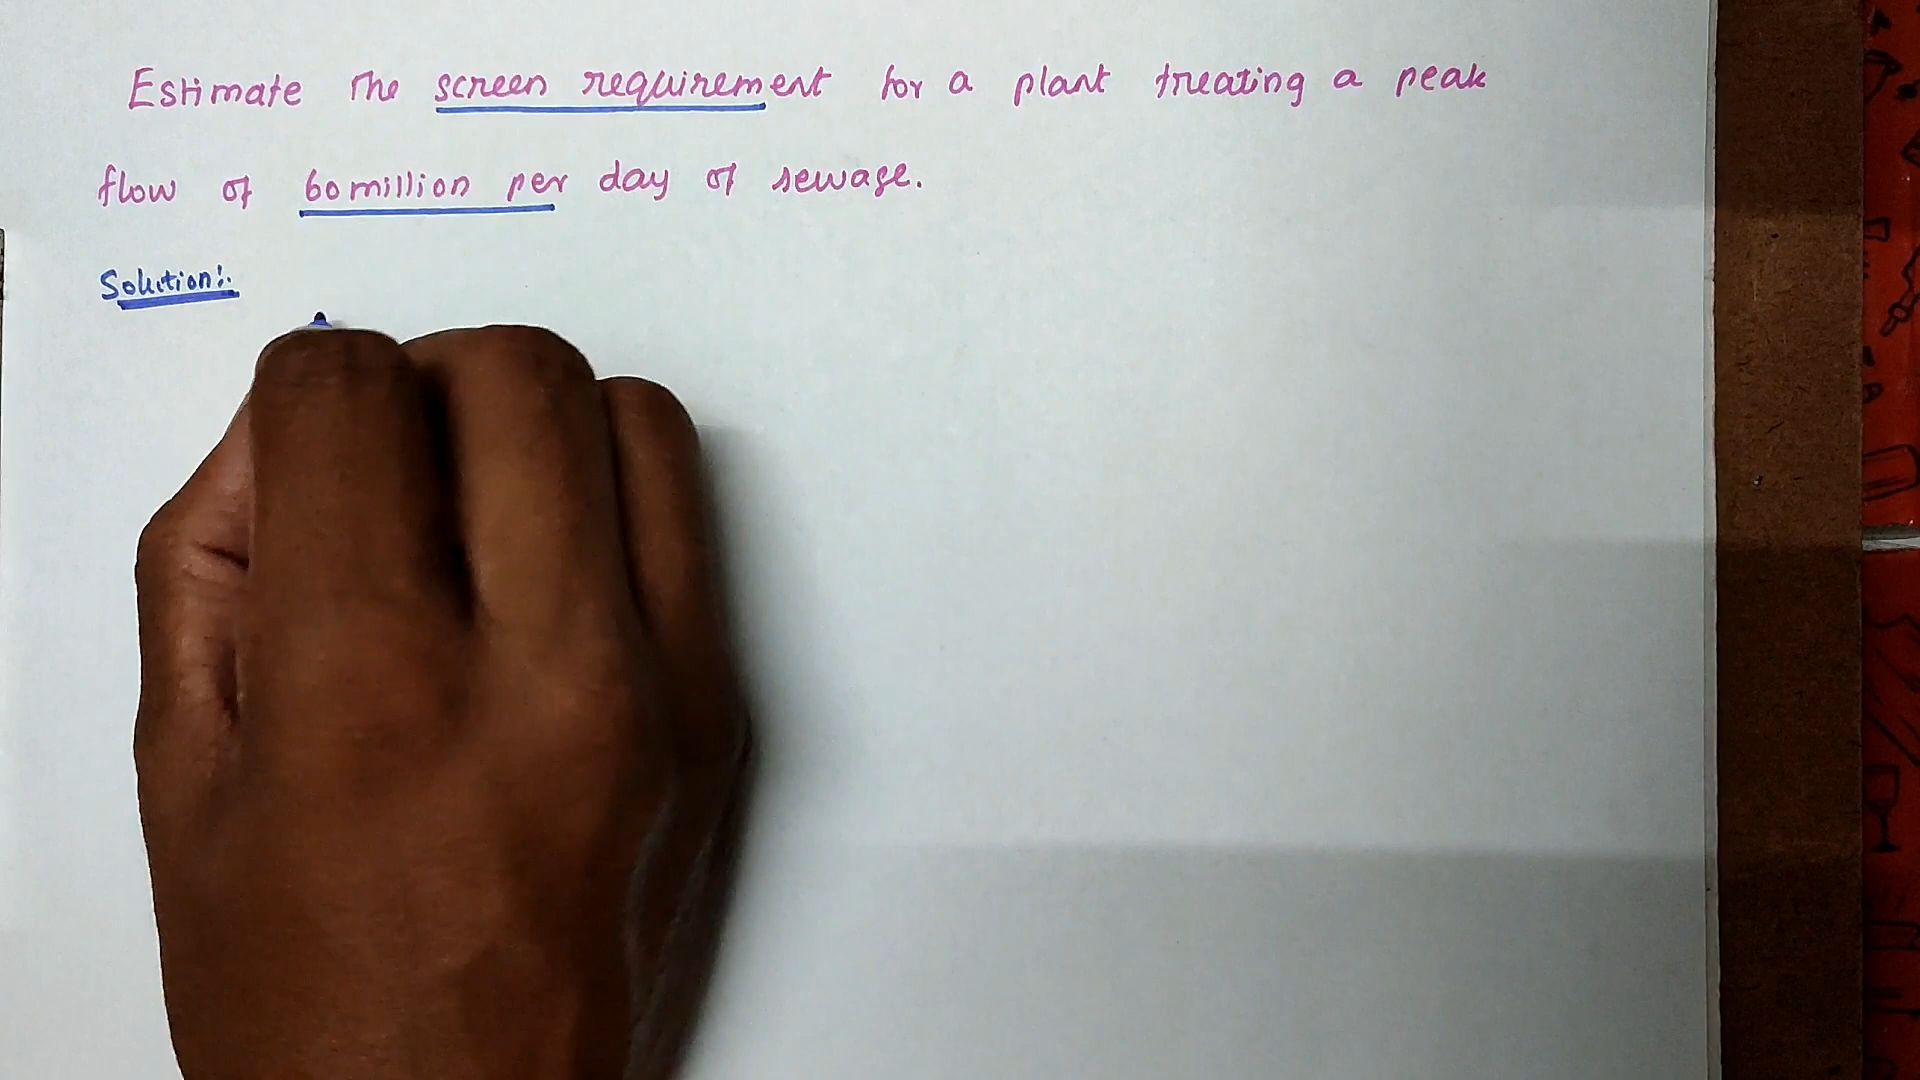 Estimate the screen requirement for a plant treating a peak
flow of 60 million per day of sewage.
Solution:.